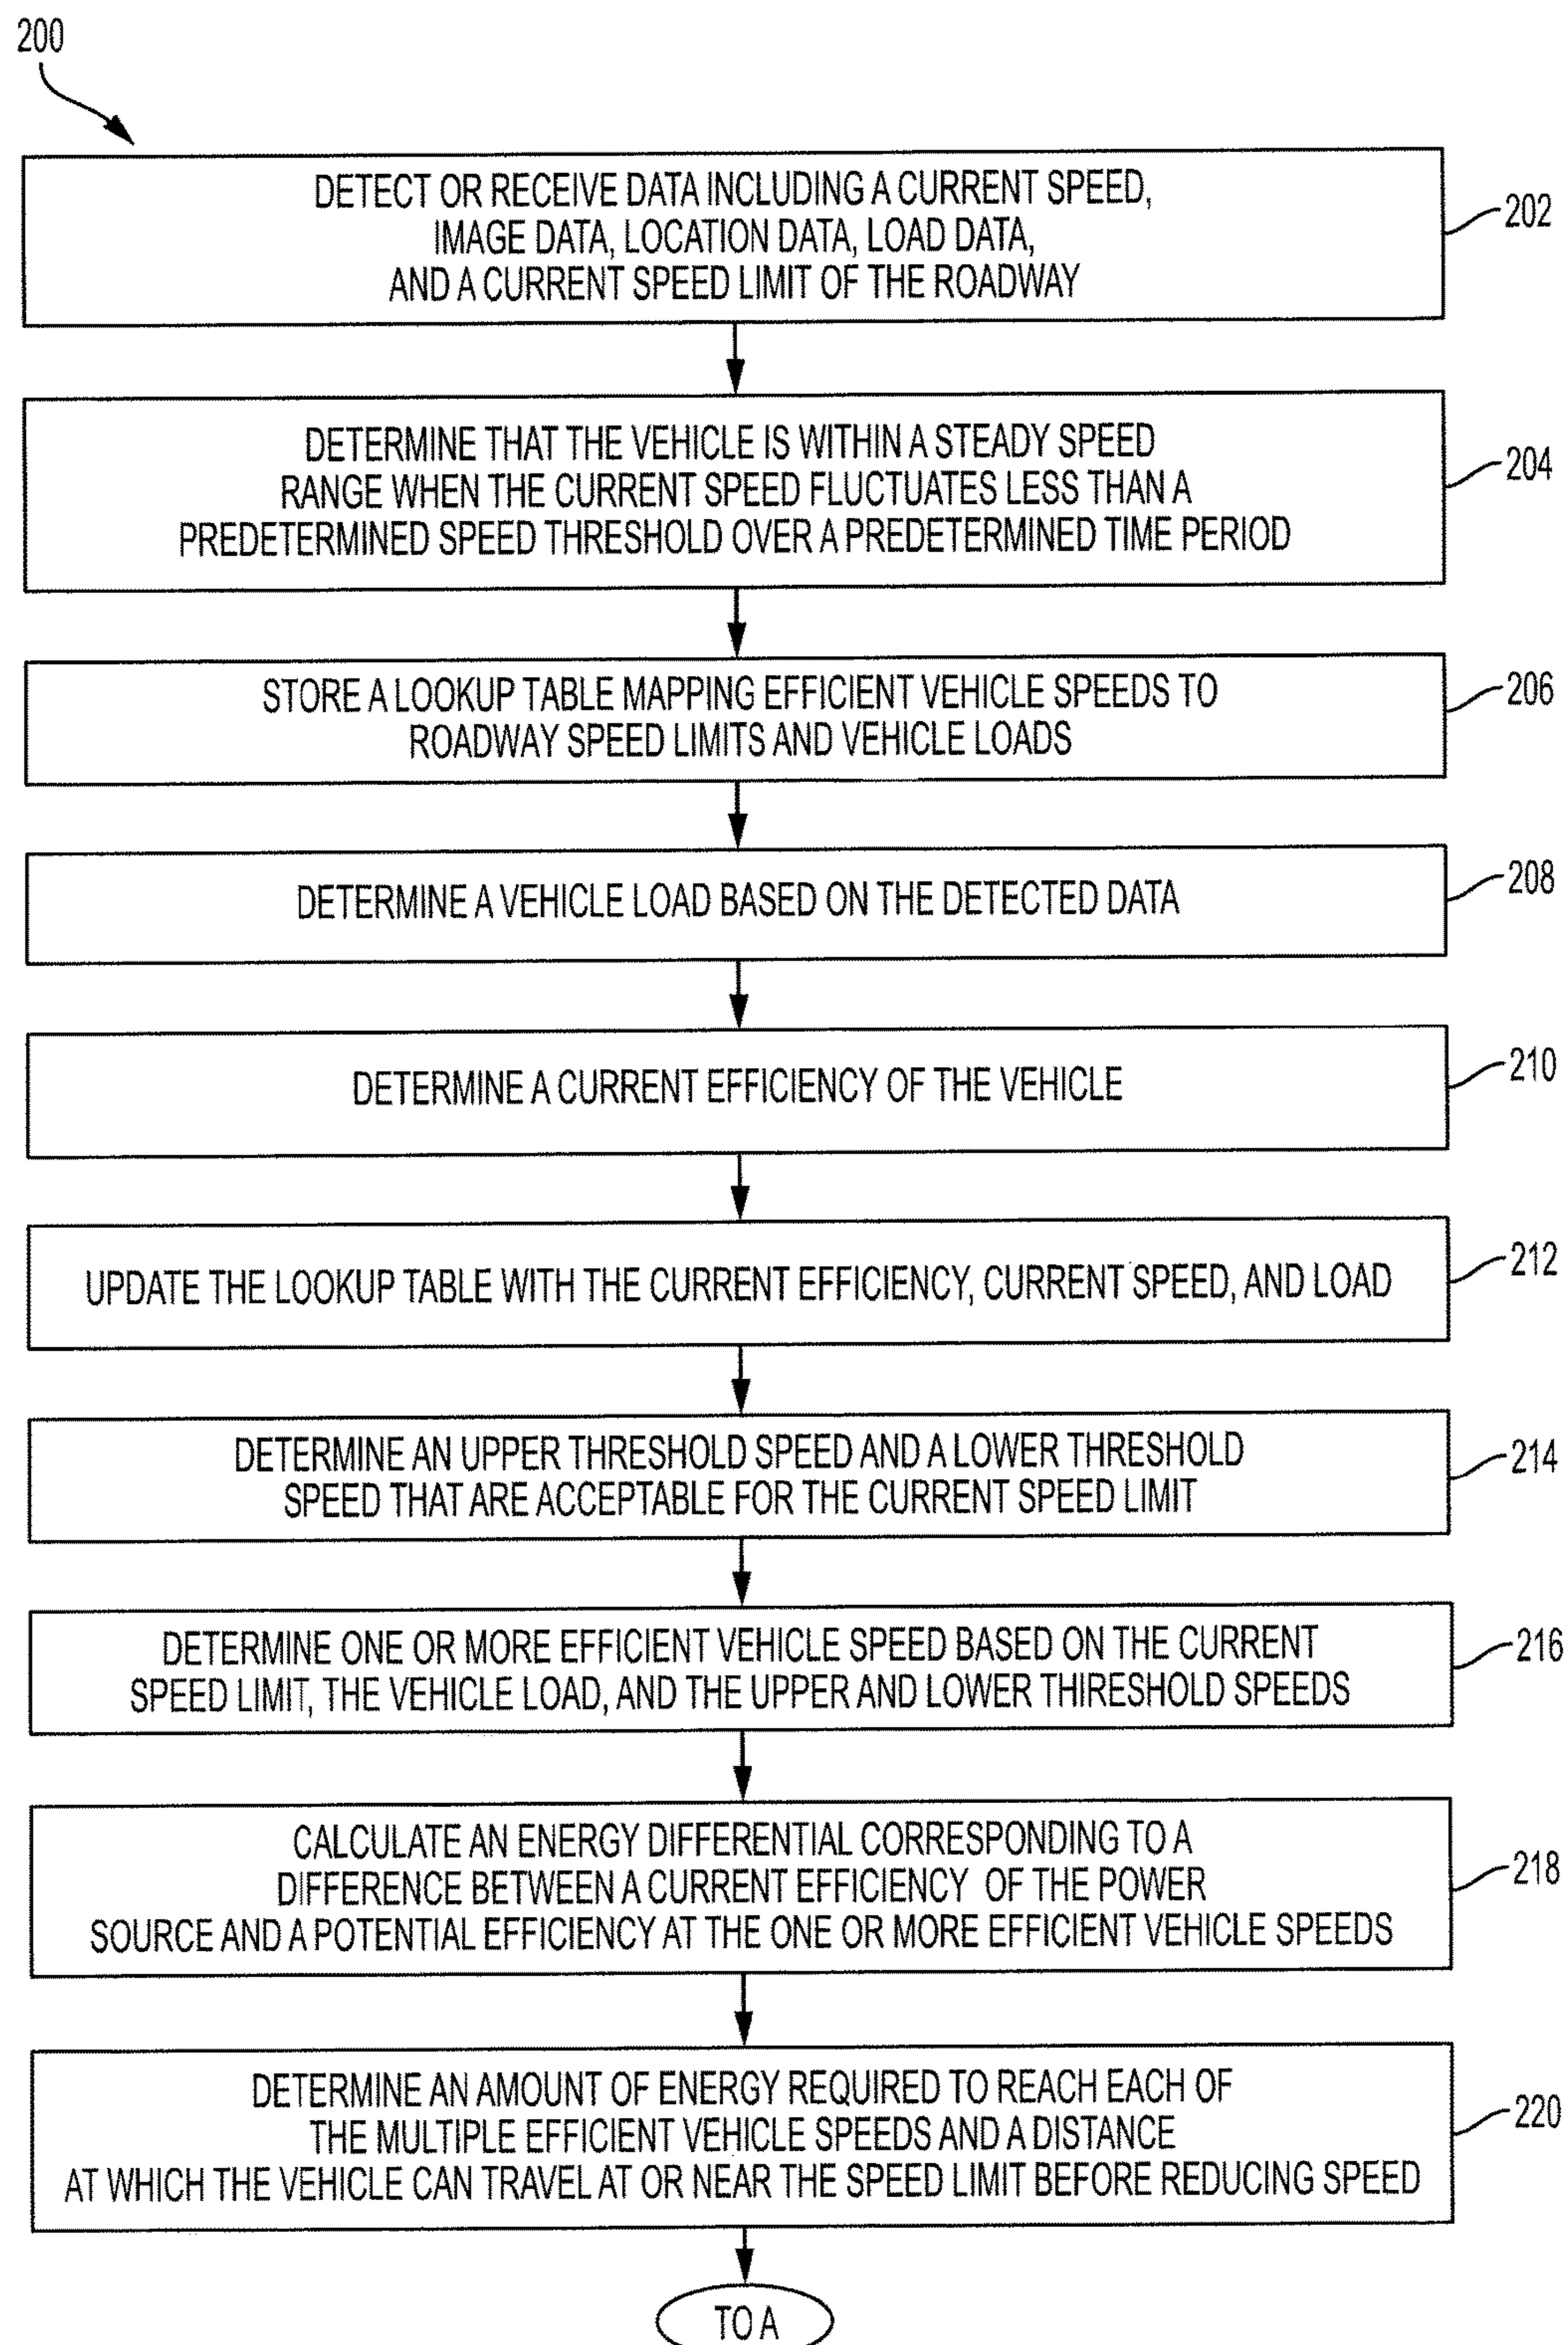 200
DETECT OR RECEIVE DATA INCLUDING A CURRENT SPEED,
IMAGE DATA, LOCATION DATA, LOAD DATA,
AND A CURRENT SPEED LIMIT OF THE ROADWAY
202
DETERMINE THAT THE VEHICLE IS WITHIN A STEADY SPEED
RANGE WHEN THE CURRENT SPEED FLUCTUATES LESS THAN A
PREDETERMINED SPEED THRESHOLD OVER A PREDETERMINED TIME PERIOD
204
STORE A LOOKUP TABLE MAPPING EFFICIENT VEHICLE SPEEDS TO
ROADWAY SPEED LIMITS AND VEHICLE LOADS
206
DETERMINE A VEHICLE LOAD BASED ON THE DETECTED DATA
208
DETERMINE A CURRENT EFFICIENCY OF THE VEHICLE
210
UPDATE THE LOOKUP TABLE WITH THE CURRENT EFFICIENCY, CURRENT SPEED, AND LOAD
212
DETERMINE AN UPPER THRESHOLD SPEED AND A LOWER THRESHOLD
SPEED THAT ARE ACCEPTABLE FOR THE CURRENT SPEED LIMIT
214
DETERMINE ONE OR MORE EFFICIENT VEHICLE SPEED BASED ON THE CURRENT
SPEED LIMIT, THE VEHICLE LOAD, AND THE UPPER AND LOWER THIRESHOLD SPEEDS
216
CALCULATE AN ENERGY DIFFERENTIAL CORRESPONDING TO A
DIFFERENCE BETWEEN A CURRENT EFFICIENCY OF THE POWER
SOURCE AND A POTENTIAL EFFICIENCY AT THE ONE OR MORE EFFICIENT VEHICLE SPEEDS
218
DETERMINE AN AMOUNT OF ENERGY REQUIRED TO REACH EACH OF
THE MULTIPLE EFFICIENT VEHICLE SPEEDS AND A DISTANCE
AT WHICH THE VEHICLE CAN TRAVEL AT OR NEAR THE SPEED LIMIT BEFORE REDUCING SPEED
220
TO A